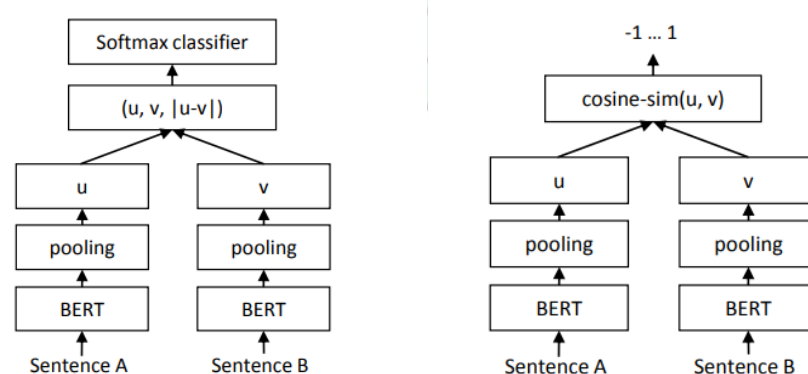 Softmax classifier
(u, v, |u-v|)
u
v
pooling
pooling
BERT
BERT
Sentence A
Sentence B
-1 ... 1
cosine-sim(u, v)
u
v
pooling
pooling
BERT
BERT
Sentence A
Sentence B